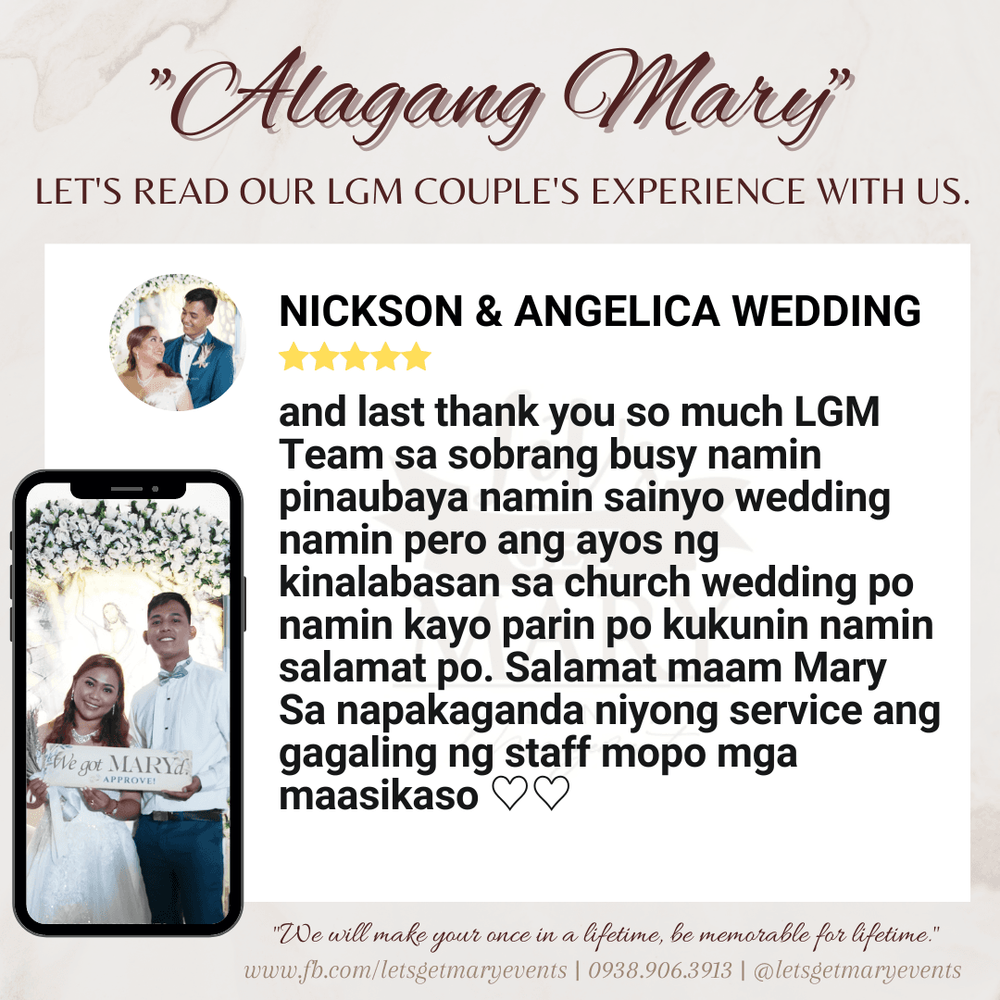 "Alagang Mary"
LET'S READ OUR LGM COUPLE'S EXPERIENCE WITH US.
NICKSON & ANGELICA WEDDING
and last thank you so much LGM
Team sa sobrang busy namin
pinaubaya namin sainyo wedding
namin pero ang ayos ng
kinalabasan sa church wedding po
namin kayo parin po kukunin namin
salamat po. Salamat maam Mary
Sa napakaganda niyong service ang
gagaling ng staff mopo mga
maasikaso ♡♡
We got MARYd
APPROVE!
"We will make your once in a lifetime, be memorable for lifetime."
www.fb.com/letsgetmaryevents | 0938.906.3913 | @letsgetmaryevents